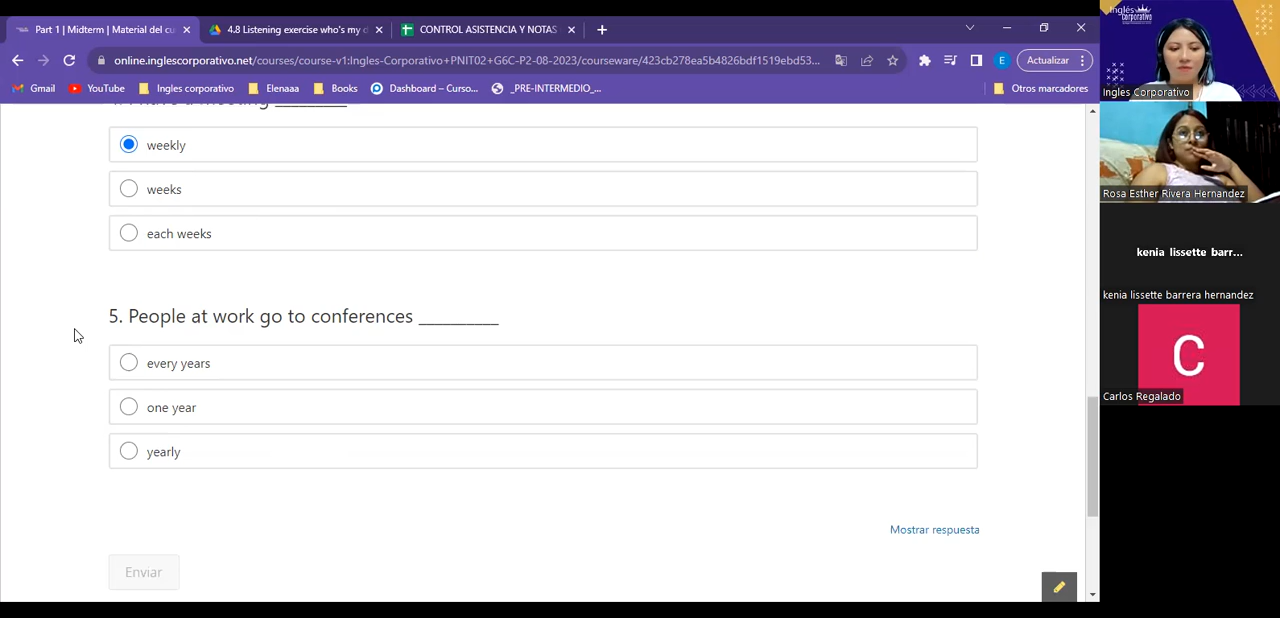 Part 1 | Midterm | Material del cu
4.8 Listening exercise who's my d
CONTROL ASISTENCIA Y NOTAS
online.inglescorporativo.net/courses/course-v1:Ingles-Corporativo+PNIT02+G6C-P2-08-2023/courseware/423cb278ea5b4826bdf1519ebd53...
E
Actualizar
Gmail
YouTube
Ingles corporativo
Elenaaa
Books
Dashboard – Curso...
_PRE-INTERMEDIO_...
Otros marcadores
weekly
weeks
each weeks
5. People at work go to conferences __________
every years
one year
yearly
Mostrar respuesta
Enviar
Inglés
Corporativo
Ingles Corporativo
Rosa Esther Rivera Hernandez
kenia lissette barr...
kenia lissette barrera hernandez
C
Carlos Regalado